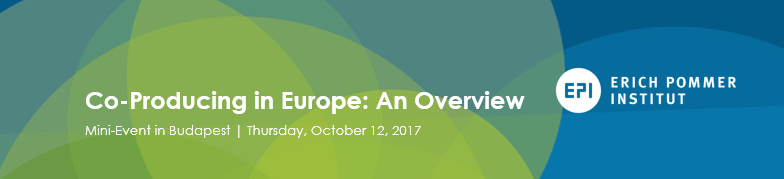 Co-Producing in Europe: An Overview
Mini-Event in Budapest | Thursday, October 12, 2017
EPI
ERICH POMMER
INSTITUT